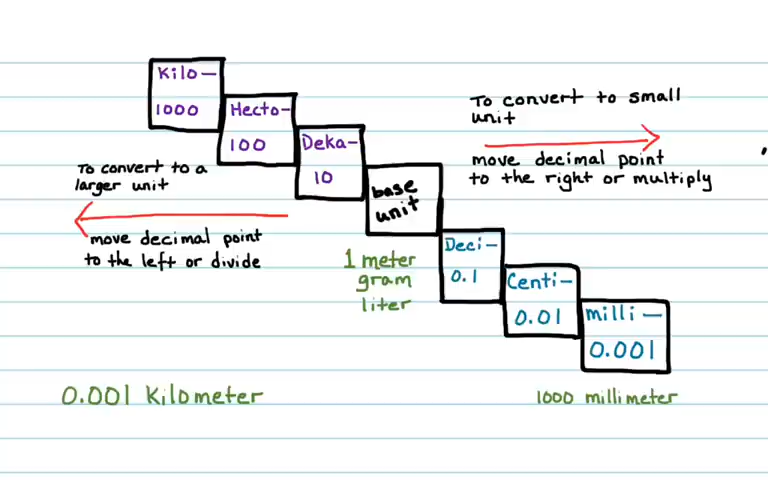 Kilo-
1000
Hecto-
100
Deka-
10
base
unit
To convert to small
unit
move decimal point
to the right or multiply
To convert to a
larger unit
move decimal point
to the left or divide
1 meter
gram
liter
Deci-
0.1
Centi-
0.01
milli-
0.001
0.001 Kilometer
1000 millimeter